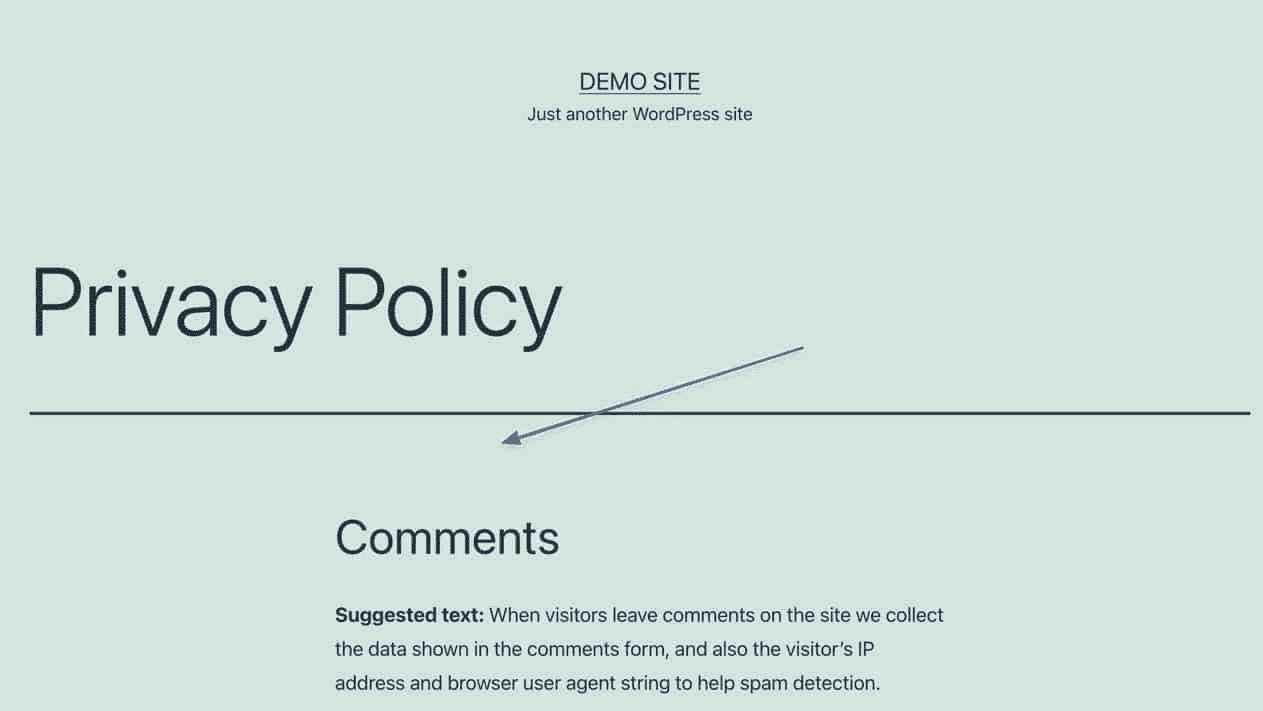 DEMO SITE
Just another WordPress site
Privacy Policy
Comments
Suggested text: When visitors leave comments on the site we collect
the data shown in the comments form, and also the visitor’s IP
address and browser user agent string to help spam detection.